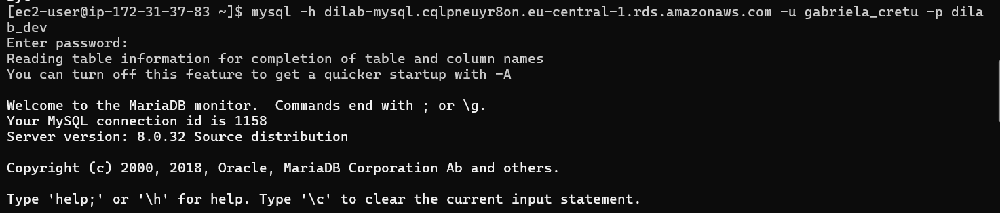 [ec2-user@ip-172-31-37-83 ~]$ mysql -h dilab-mysql.cqlpneuyr8on.eu-central-1.rds.amazonaws.com -u gabriela_cretu -p dila
b_dev
Enter password:
Reading table information for completion of table and column names
You can turn off this feature to get a quicker startup with -A

Welcome to the MariaDB monitor.  Commands end with ; or \g.
Your MySQL connection id is 1158
Server version: 8.0.32 Source distribution

Copyright (c) 2000, 2018, Oracle, MariaDB Corporation Ab and others.

Type 'help;' or '\h' for help. Type '\c' to clear the current input statement.